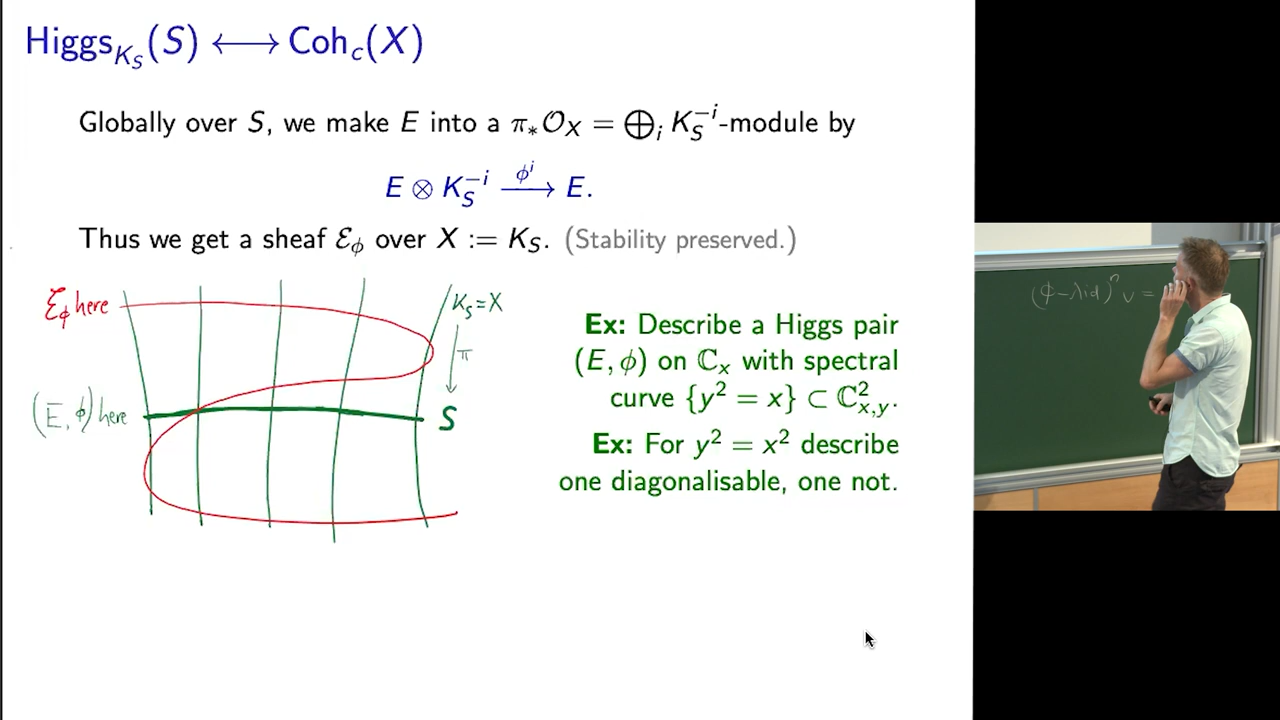 Higgs_{K_S}(S) ⟷ Coh_c(X)
Globally over S, we make E into a π_*𝒪_X = ⊕_i K_S^{-i}-module by
E ⊗ K_S^{-i} \xrightarrow{ϕ^i} E.
Thus we get a sheaf ℰ_ϕ over X := K_S. (Stability preserved.)
ℰ_ϕ here
K_S = X
π
(E, ϕ) here
S
Ex: Describe a Higgs pair
(E, ϕ) on ℂ_x with spectral
curve {y² = x} ⊂ ℂ²_{x,y}.
Ex: For y² = x² describe
one diagonalisable, one not.
(ϕ-λid)^n v =